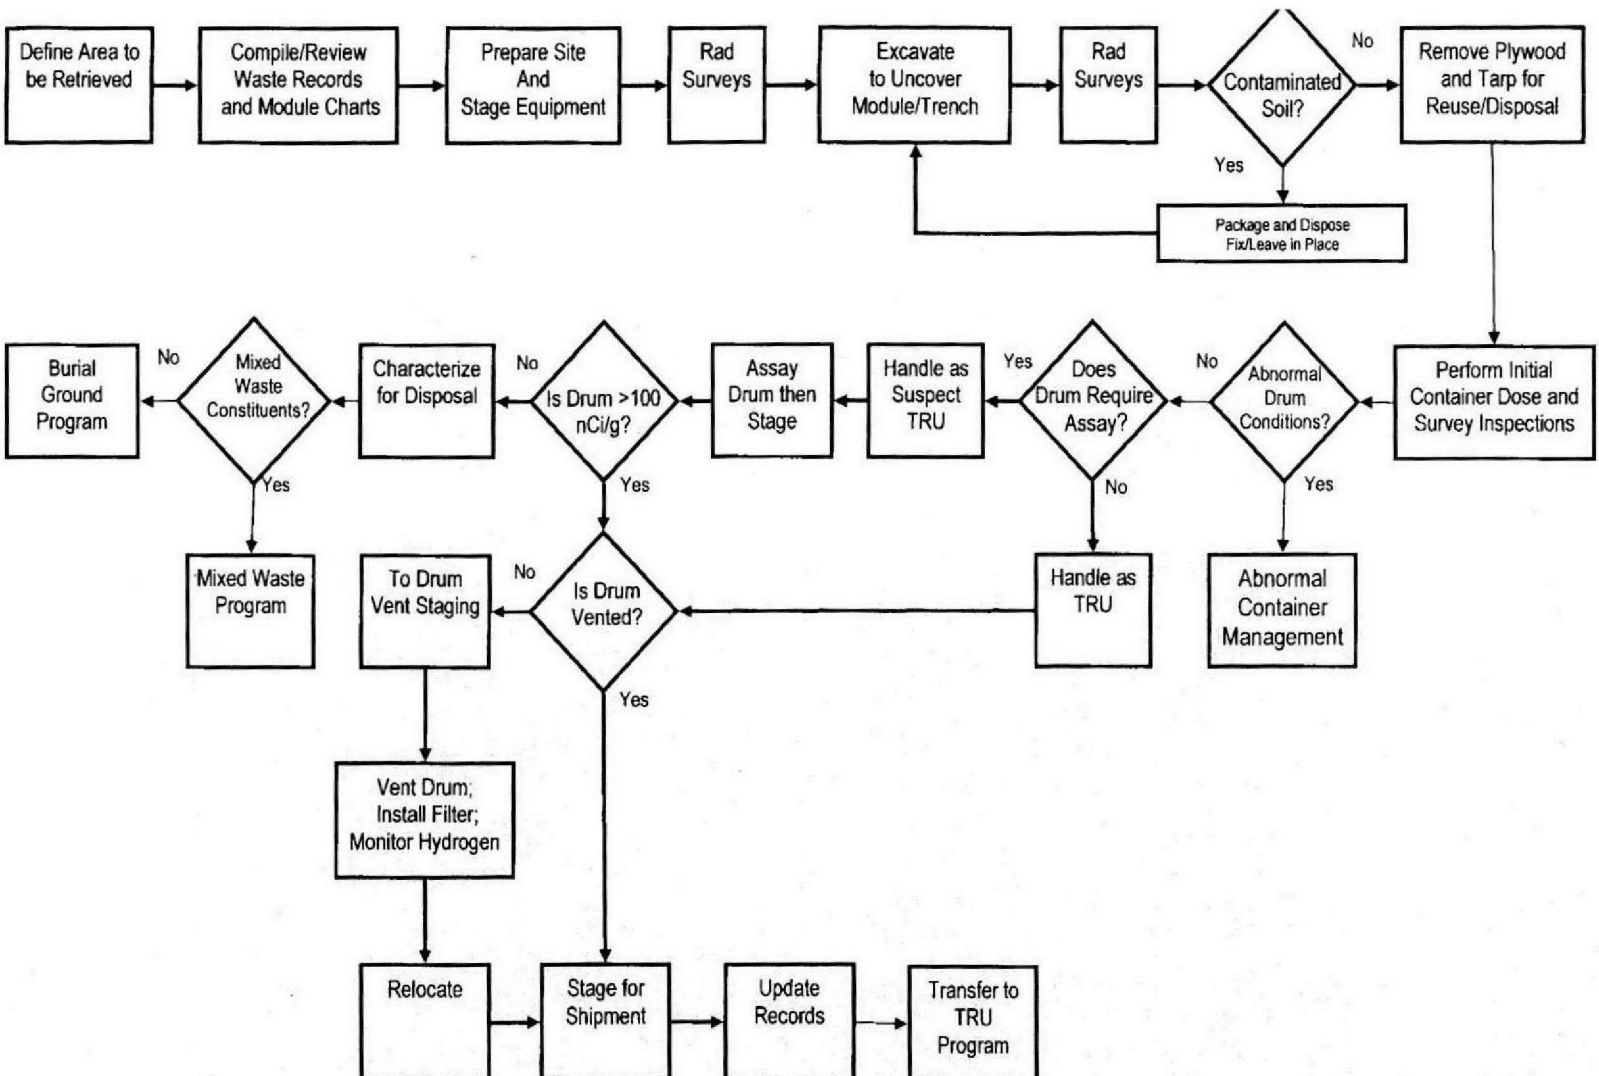 Define Area to
be Retrieved
Compile/Review
Waste Records
and Module Charts
Prepare Site
And
Stage Equipment
Rad
Surveys
Excavate
to Uncover
Module/Trench
Rad
Surveys
Contaminated
Soil?
No
Remove Plywood
and Tarp for
Reuse/Disposal
Yes
Package and Dispose
Fix/Leave in Place
Perform Initial
Container Dose and
Survey Inspections
Abnormal
Drum
Conditions?
No
Yes
Abnormal
Container
Management
Does
Drum Require
Assay?
Yes
No
Handle as
TRU
Handle as
Suspect
TRU
Assay
Drum then
Stage
Is Drum >100
nCi/g?
No
Yes
Characterize
for Disposal
Mixed
Waste
Constituents?
No
Yes
Burial
Ground
Program
Mixed Waste
Program
Is Drum
Vented?
No
Yes
To Drum
Vent Staging
Vent Drum;
Install Filter;
Monitor Hydrogen
Relocate
Stage for
Shipment
Update
Records
Transfer to
TRU
Program